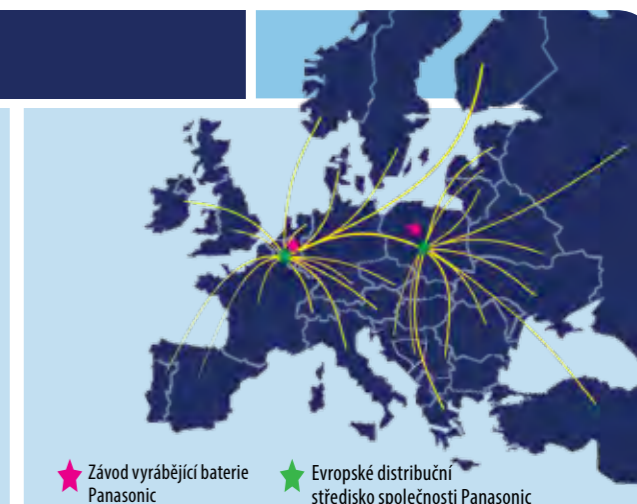 Závod vyrábějící baterie
Panasonic
Evropské distribuční
středisko společnosti Panasonic